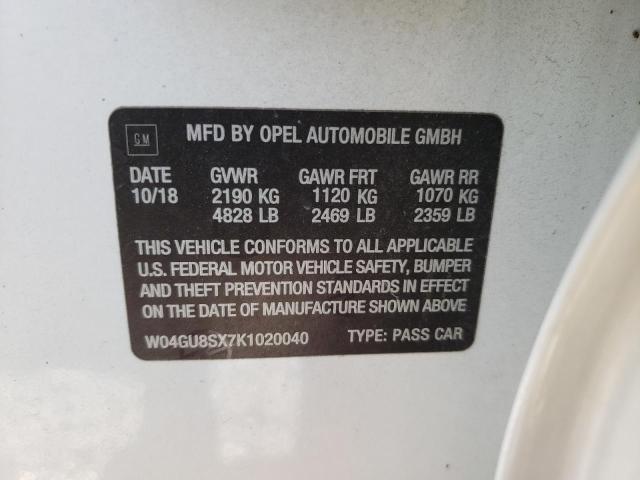 GM MFD BY OPEL AUTOMOBILE GMBH
DATE GVWR GAWR FRT GAWR RR
10/18 2190 KG 1120 KG 1070 KG
4828 LB 2469 LB 2359 LB
THIS VEHICLE CONFORMS TO ALL APPLICABLE
U.S. FEDERAL MOTOR VEHICLE SAFETY, BUMPER
AND THEFT PREVENTION STANDARDS IN EFFECT
ON THE DATE OF MANUFACTURE SHOWN ABOVE
W04GU8SX7K1020040 TYPE: PASS CAR